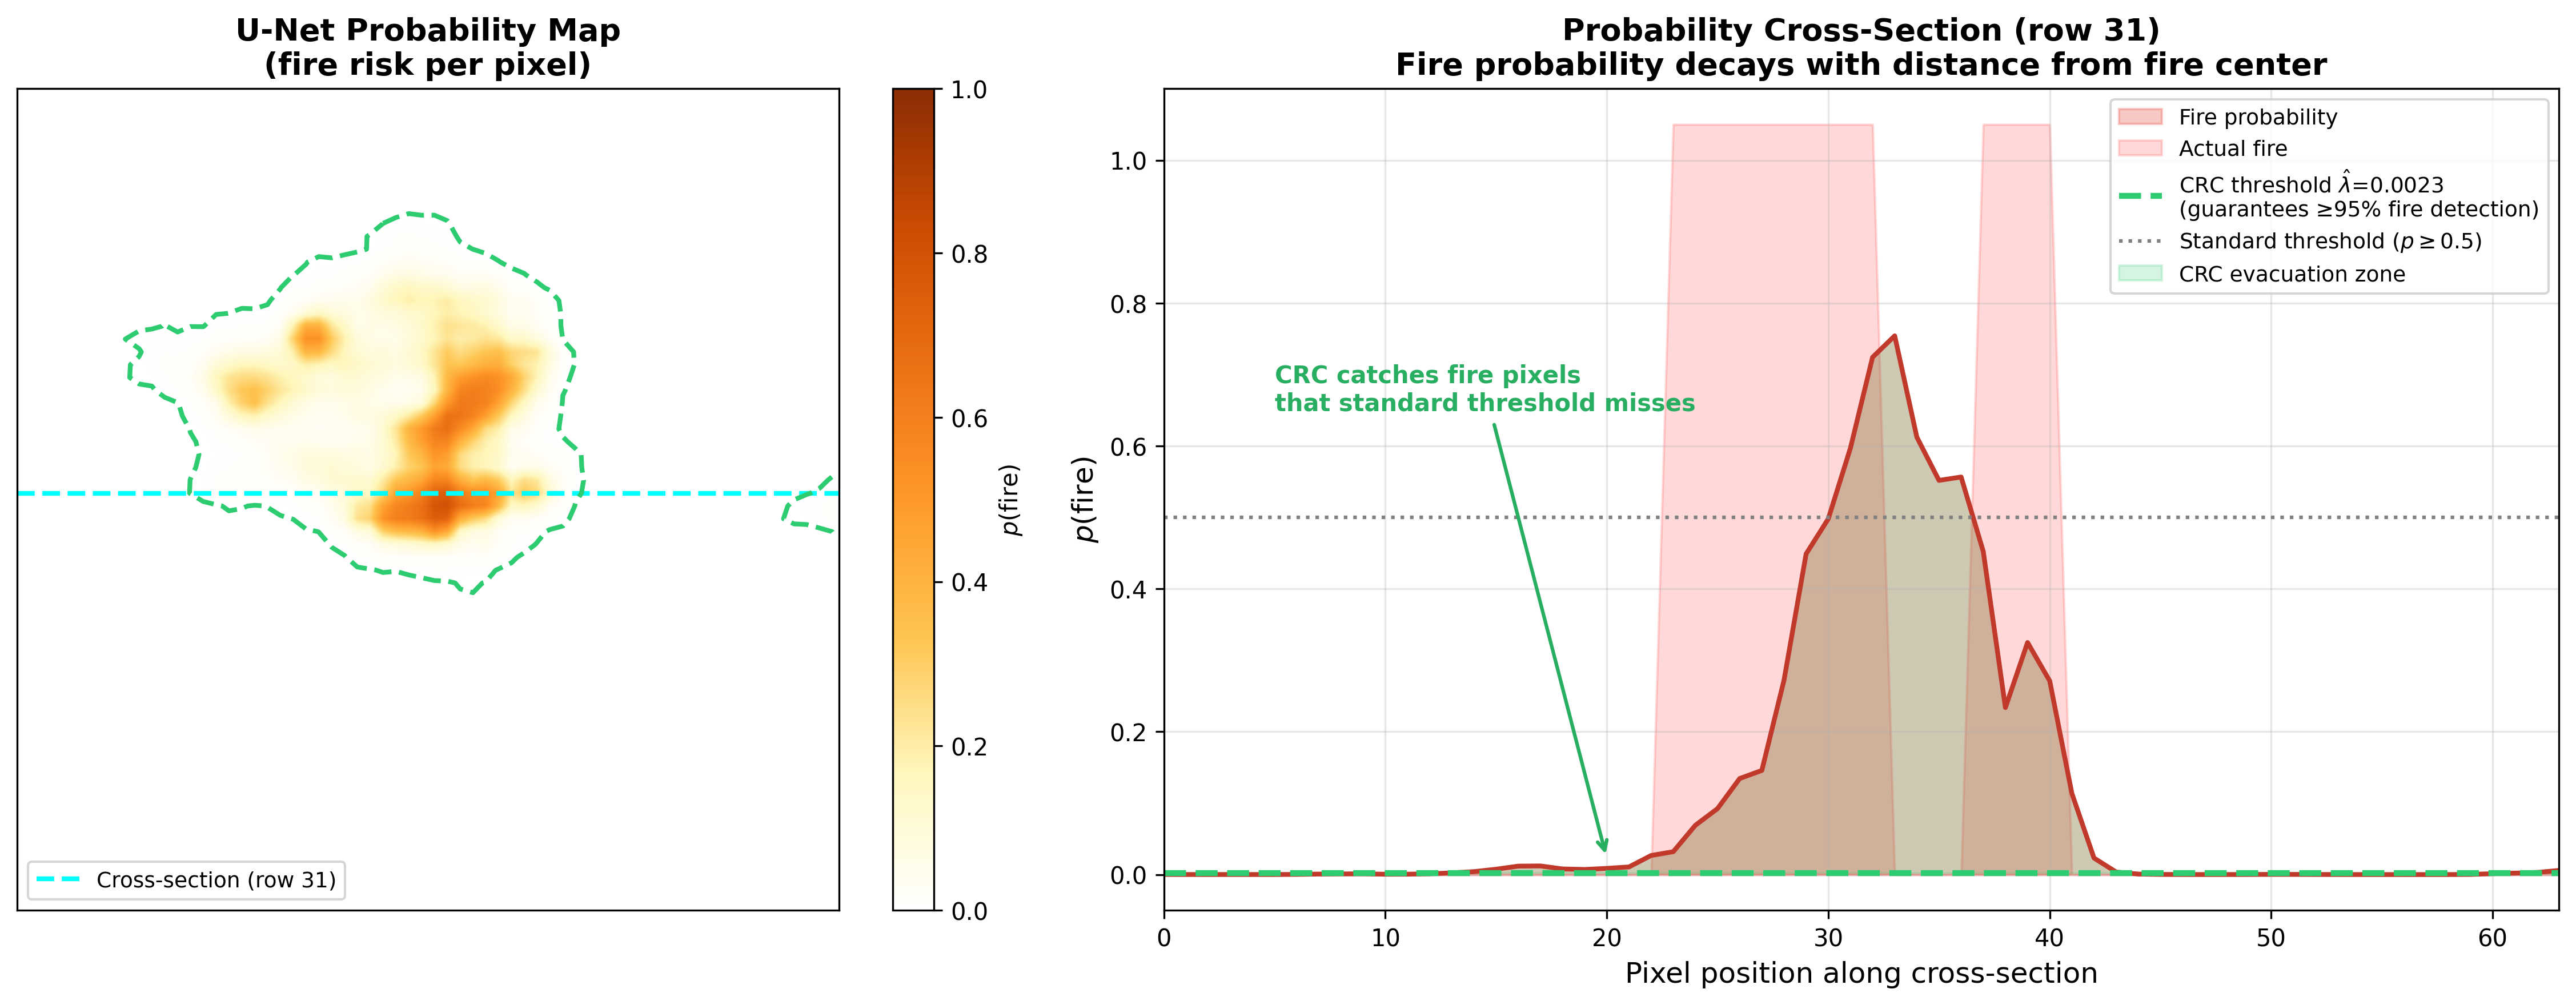 U-Net Probability Map
(fire risk per pixel)
Cross-section (row 31)
1.0
0.8
0.6
0.4
0.2
0.0
p(fire)
Probability Cross-Section (row 31)
Fire probability decays with distance from fire center
Fire probability
Actual fire
CRC threshold λ̂=0.0023
(guarantees ≥95% fire detection)
Standard threshold (p ≥ 0.5)
CRC evacuation zone
CRC catches fire pixels
that standard threshold misses
p(fire)
1.0
0.8
0.6
0.4
0.2
0.0
0 10 20 30 40 50 60
Pixel position along cross-section